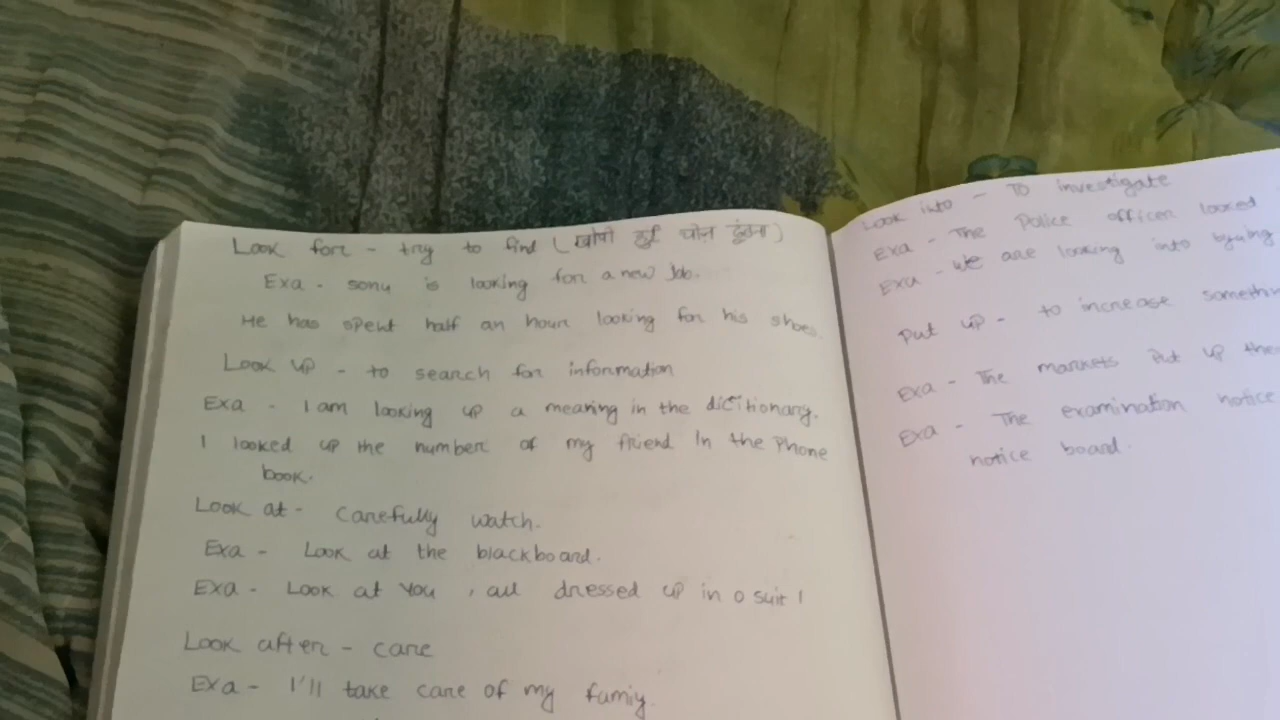 Look for - try to find (खोयी हुई चीज ढूंढना)
Exa - sonu is looking for a new job.
He has spent half an hour looking for his shoes
Look up - to search for information
Exa - I am looking up a meaning in the dicitionary.
I looked up the number of my friend In the Phone
book.
Look at - carefully watch.
Exa - Look at the blackboard.
Exa - Look at you, all dressed up in a suit!
Look after - care
Exa - I'll take care of my famiy.
Look into - To investigate
Exa - The Police officer looked
Exa - we are looking into
Put up - to increase
Exa - The markets Put up
Exa - The examination notice
notice board.